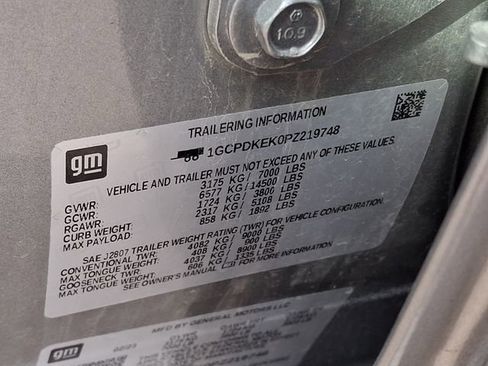 10.9
TRAILERING INFORMATION
gm
1GCPDKEK0PZ219748
VEHICLE AND TRAILER MUST NOT EXCEED ANY OF THESE WEIGHTS
GVWR: 3175 KG / 7000 LBS
GCWR: 6577 KG / 14500 LBS
RGAWR: 1724 KG / 3800 LBS
CURB WEIGHT: 2317 KG / 5108 LBS
MAX PAYLOAD: 858 KG / 1892 LBS
SAE J2807 TRAILER WEIGHT RATING (TWR) FOR VEHICLE CONFIGURATION
CONVENTIONAL TWR: 4082 KG / 9000 LBS
MAX TONGUE WEIGHT: 408 KG / 900 LBS
GOOSENECK TWR: 4037 KG / 8900 LBS
MAX TONGUE WEIGHT: 606 KG / 1335 LBS
SEE OWNER'S MANUAL FOR MORE INFORMATION
gm
MFD BY GENERAL MOTORS LLC
02/23